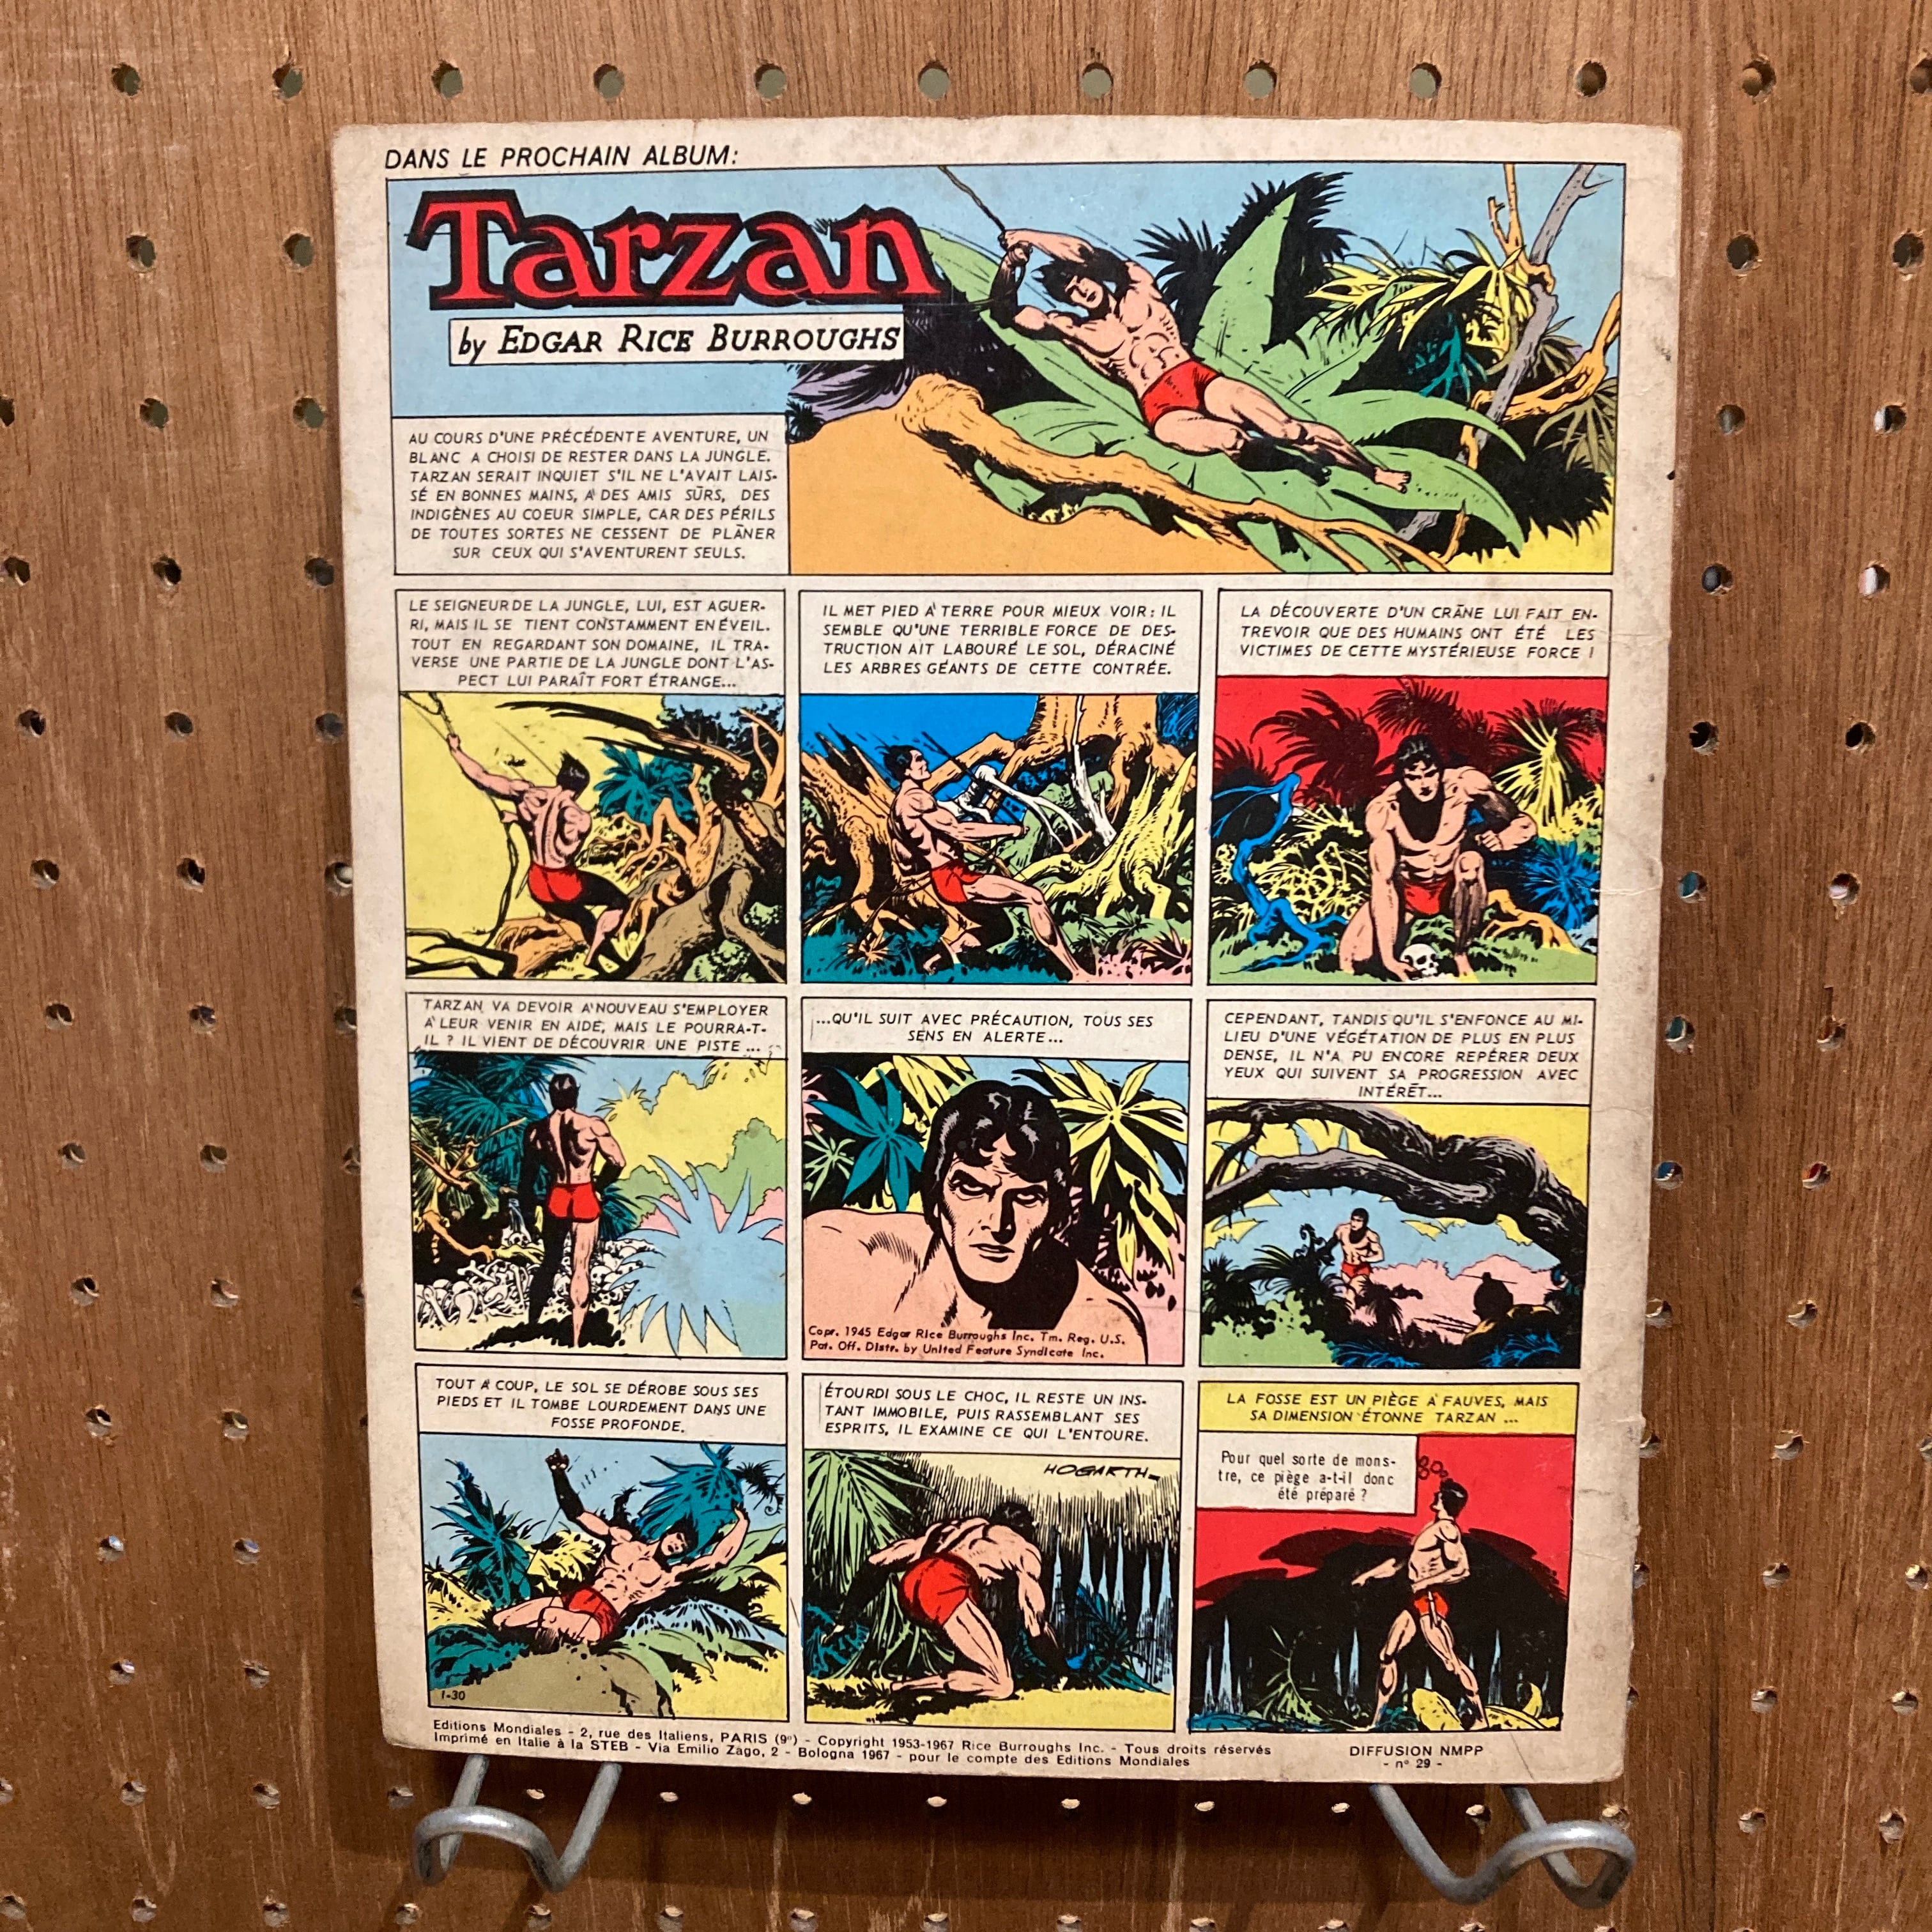 DANS LE PROCHAIN ALBUM:
Tarzan
by EDGAR RICE BURROUGHS
AU COURS D'UNE PRÉCÉDENTE AVENTURE, UN
BLANC A CHOISI DE RESTER DANS LA JUNGLE.
TARZAN SERAIT INQUIET S'IL NE L'AVAIT LAIS-
SÉ EN BONNES MAINS, À DES AMIS SÛRS, DES
INDIGÈNES AU COEUR SIMPLE, CAR DES PÉRILS
DE TOUTES SORTES NE CESSENT DE PLANER
SUR CEUX QUI S'AVENTURENT SEULS.
LE SEIGNEUR DE LA JUNGLE, LUI, EST AGUER-
RI, MAIS IL SE TIENT CONSTAMMENT EN ÉVEIL.
TOUT EN REGARDANT SON DOMAINE, IL TRA-
VERSE UNE PARTIE DE LA JUNGLE DONT L'AS-
PECT LUI PARAÎT FORT ÉTRANGE...
IL MET PIED À TERRE POUR MIEUX VOIR : IL
SEMBLE QU'UNE TERRIBLE FORCE DE DES-
TRUCTION AIT LABOURÉ LE SOL, DÉRACINÉ
LES ARBRES GÉANTS DE CETTE CONTRÉE.
LA DÉCOUVERTE D'UN CRÂNE LUI FAIT EN-
TREVOIR QUE DES HUMAINS ONT ÉTÉ LES
VICTIMES DE CETTE MYSTÉRIEUSE FORCE !
TARZAN VA DEVOIR À NOUVEAU S'EMPLOYER
À LEUR VENIR EN AIDE, MAIS LE POURRA-T-
IL ? IL VIENT DE DÉCOUVRIR UNE PISTE ...
...QU'IL SUIT AVEC PRÉCAUTION, TOUS SES
SENS EN ALERTE...
Copr. 1945 Edgar Rice Burroughs Inc. Tm. Reg. U.S.
Pat. Off. Distr. by United Feature Syndicate Inc.
CEPENDANT, TANDIS QU'IL S'ENFONCE AU MI-
LIEU D'UNE VÉGÉTATION DE PLUS EN PLUS
DENSE, IL N'A PU ENCORE REPÉRER DEUX
YEUX QUI SUIVENT SA PROGRESSION AVEC
INTÉRÊT...
TOUT À COUP, LE SOL SE DÉROBE SOUS SES
PIEDS ET IL TOMBE LOURDEMENT DANS UNE
FOSSE PROFONDE.
1-30
ÉTOURDI SOUS LE CHOC, IL RESTE UN INS-
TANT IMMOBILE, PUIS RASSEMBLANT SES
ESPRITS, IL EXAMINE CE QUI L'ENTOURE.
HOGARTH
LA FOSSE EST UN PIÈGE À FAUVES, MAIS
SA DIMENSION ÉTONNE TARZAN ...
Pour quel sorte de mons-
tre, ce piège a-t-il donc
été préparé ?
Editions Mondiales - 2, rue des Italiens, PARIS (9e) - Copyright 1953-1967 Rice Burroughs Inc. - Tous droits réservés
Imprimé en Italie à la STEB - Via Emilio Zago, 2 - Bologna 1967 - pour le compte des Editions Mondiales
DIFFUSION NMPP
- n° 29 -